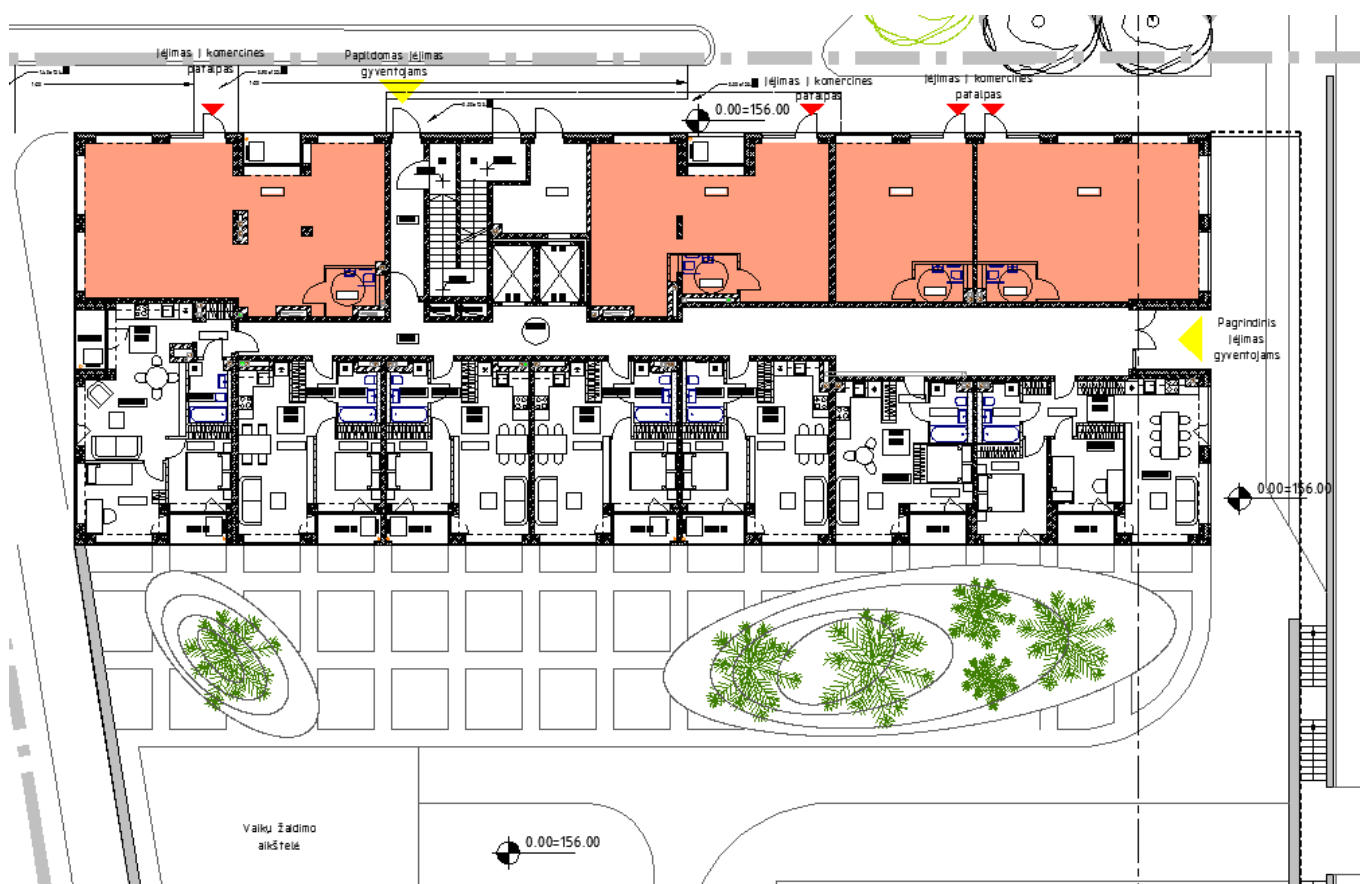 Įėjimas į komercines
patalpas
Papildomas įėjimas
gyventojams
Įėjimas į komercines
patalpas
Įėjimas į komercines
patalpas
0.00=156.00
Pagrindinis
įėjimas
gyventojams
0.00=156.00
Vaikų žaidimo
aikštelė
0.00=156.00